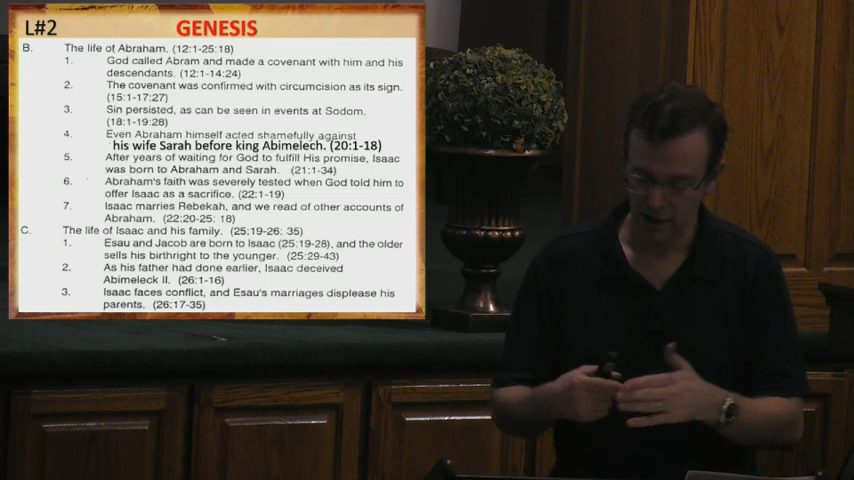 L#2 GENESIS
B. The life of Abraham. (12:1-25:18)
1. God called Abram and made a covenant with him and his
descendants. (12:1-14:24)
2. The covenant was confirmed with circumcision as its sign.
(15:1-17:27)
3. Sin persisted, as can be seen in events at Sodom.
(18:1-19:28)
4. Even Abraham himself acted shamefully against
his wife Sarah before king Abimelech. (20:1-18)
5. After years of waiting for God to fulfill His promise, Isaac
was born to Abraham and Sarah. (21:1-34)
6. Abraham's faith was severely tested when God told him to
offer Isaac as a sacrifice. (22:1-19)
7. Isaac marries Rebekah, and we read of other accounts of
Abraham. (22:20-25: 18)
C. The life of Isaac and his family. (25:19-26: 35)
1. Esau and Jacob are born to Isaac (25:19-28), and the older
sells his birthright to the younger. (25:29-43)
2. As his father had done earlier, Isaac deceived
Abimeleck II. (26:1-16)
3. Isaac faces conflict, and Esau's marriages displease his
parents. (26:17-35)